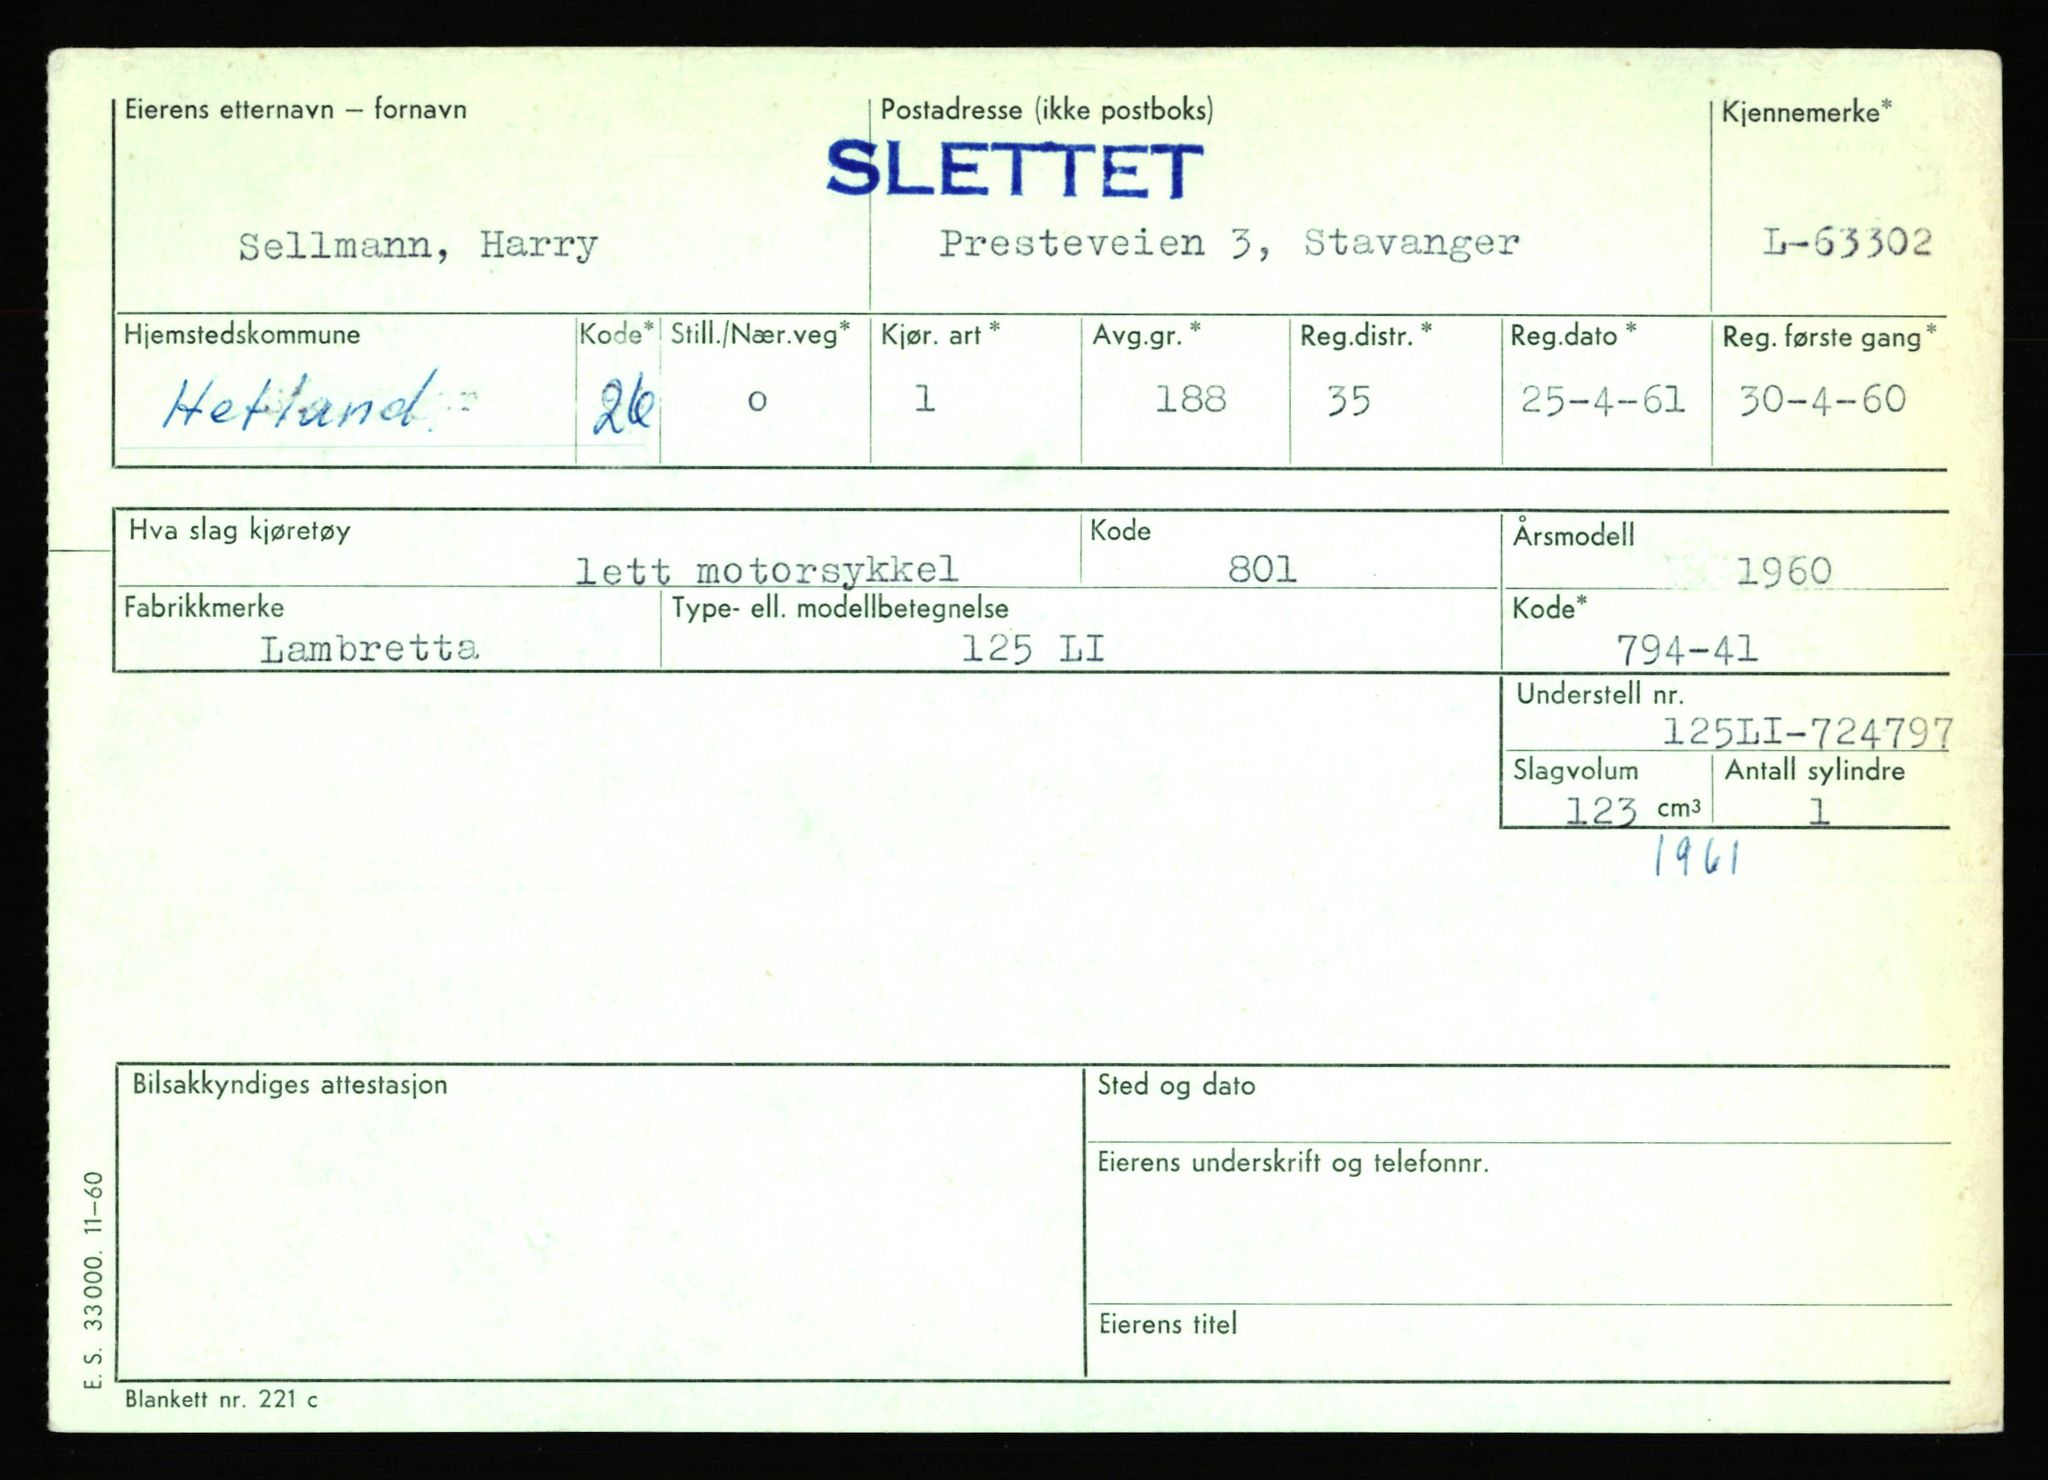 Eierens etternavn – fornavn Postadresse (ikke postboks) Kjennemerke*
SLETTET
Sellmann, Harry Presteveien 3, Stavanger L-63302
Hjemstedskommune Kode* Still./Nær.veg* Kjør. art* Avg.gr.* Reg.distr.* Reg.dato* Reg. første gang*
Hetland 26 o 1 188 35 25-4-61 30-4-60
Hva slag kjøretøy Kode Årsmodell
lett motorsykkel 801 1960
Fabrikkmerke Type- ell. modellbetegnelse Kode*
Lambretta 125 LI 794-41
Understell nr.
125LI-724797
Slagvolum Antall sylindre
123 cm³ 1
1961
Bilsakkyndiges attestasjon Sted og dato
Eierens underskrift og telefonnr.
Eierens titel
E. S. 33000. 11–60
Blankett nr. 221 c